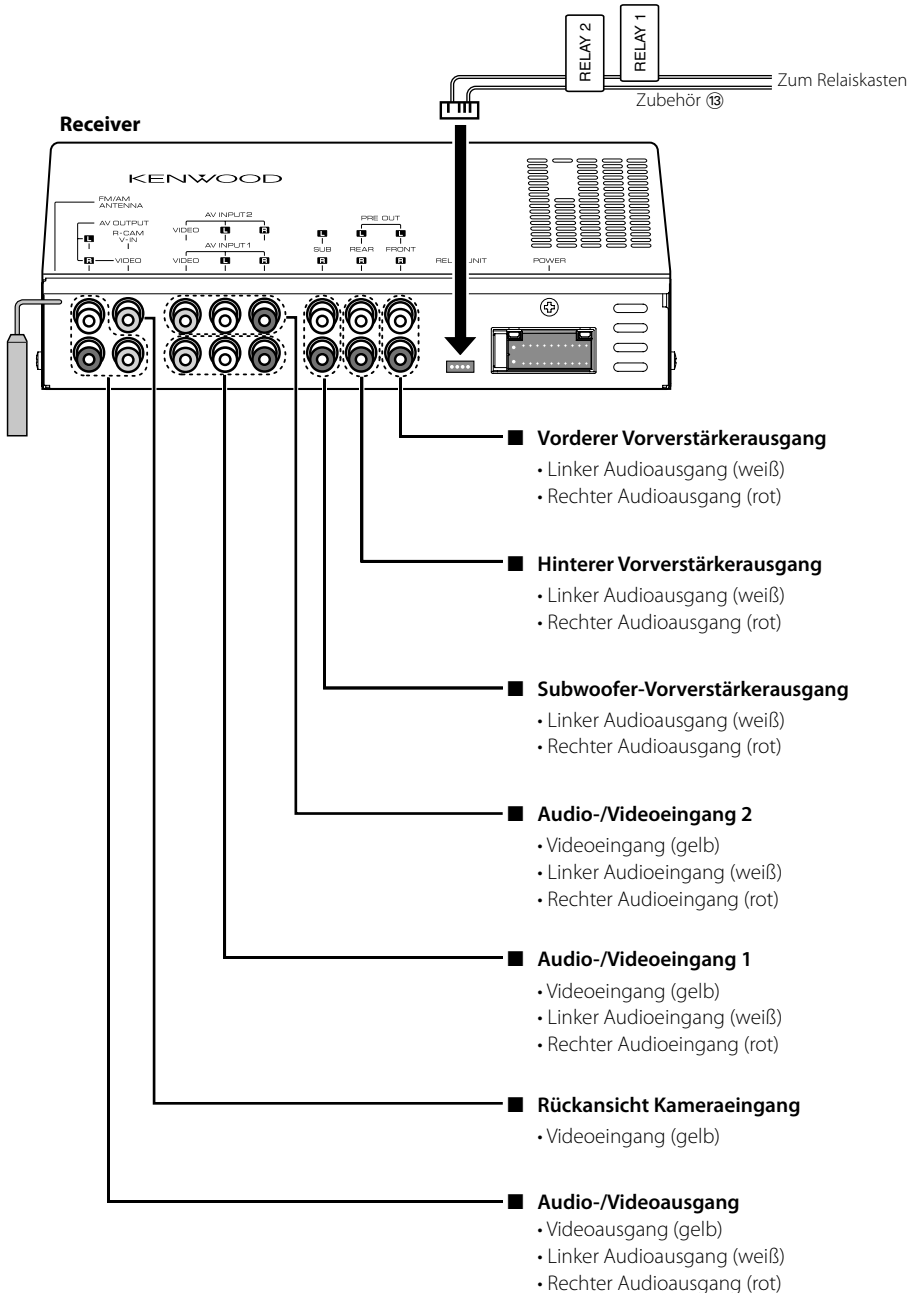 RELAY 2
RELAY 1
Zum Relaiskasten
Zubehör ⑬
Receiver
KENWOOD
FM/AM
ANTENNA
AV OUTPUT
R-CAM
V-IN
L
R
VIDEO
AV INPUT2
VIDEO L R
AV INPUT1
VIDEO L R
PRE OUT
L L L
SUB REAR FRONT
R R R
UNIT
POWER
■ Vorderer Vorverstärkerausgang
• Linker Audioausgang (weiß)
• Rechter Audioausgang (rot)
■ Hinterer Vorverstärkerausgang
• Linker Audioausgang (weiß)
• Rechter Audioausgang (rot)
■ Subwoofer-Vorverstärkerausgang
• Linker Audioausgang (weiß)
• Rechter Audioausgang (rot)
■ Audio-/Videoeingang 2
• Videoeingang (gelb)
• Linker Audioeingang (weiß)
• Rechter Audioeingang (rot)
■ Audio-/Videoeingang 1
• Videoeingang (gelb)
• Linker Audioeingang (weiß)
• Rechter Audioeingang (rot)
■ Rückansicht Kameraeingang
• Videoeingang (gelb)
■ Audio-/Videoausgang
• Videoausgang (gelb)
• Linker Audioausgang (weiß)
• Rechter Audioausgang (rot)